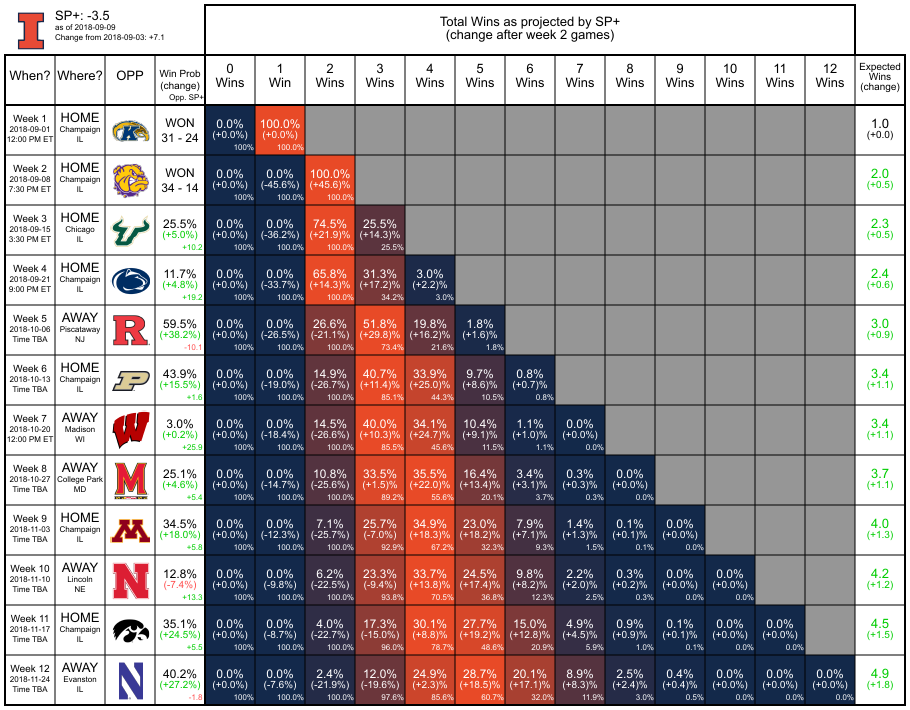 SP+: -3.5
as of 2018-09-09
Change from 2018-09-03: +7.1
Total Wins as projected by SP+
(change after week 2 games)
When? Where? OPP Win Prob (change) Opp. SP+ 0 Wins 1 Win 2 Wins 3 Wins 4 Wins 5 Wins 6 Wins 7 Wins 8 Wins 9 Wins 10 Wins 11 Wins 12 Wins Expected Wins (change)
Week 1 HOME WON 0.0% 100.0% 1.0
2018-09-01 Champaign 31 - 24 (+0.0%) (+0.0%) (+0.0)
12:00 PM ET IL 100% 100.0%
Week 2 HOME WON 0.0% 0.0% 100.0% 2.0
2018-09-08 Champaign 34 - 14 (+0.0%) (-45.6%) (+45.6)% (+0.5)
7:30 PM ET IL 100% 100.0% 100.0%
Week 3 HOME 25.5% 0.0% 0.0% 74.5% 25.5% 2.3
2018-09-15 Chicago (+5.0%) (+0.0%) (-36.2%) (+21.9)% (+14.3)% (+0.5)
3:30 PM ET IL +10.2 100% 100.0% 100.0% 25.5%
Week 4 HOME 11.7% 0.0% 0.0% 65.8% 31.3% 3.0% 2.4
2018-09-21 Champaign (+4.8%) (+0.0%) (-33.7%) (+14.3)% (+17.2)% (+2.2)% (+0.6)
9:00 PM ET IL +19.2 100% 100.0% 100.0% 34.2% 3.0%
Week 5 AWAY R 59.5% 0.0% 0.0% 26.6% 51.8% 19.8% 1.8% 3.0
2018-10-06 Piscataway (+38.2%) (+0.0%) (-26.5%) (-21.1%) (+29.8)% (+16.2)% (+1.6)% (+0.9)
Time TBA NJ -10.1 100% 100.0% 100.0% 73.4% 21.6% 1.8%
Week 6 HOME P 43.9% 0.0% 0.0% 14.9% 40.7% 33.9% 9.7% 0.8% 3.4
2018-10-13 Champaign (+15.5%) (+0.0%) (-19.0%) (-26.7%) (+11.4)% (+25.0)% (+8.6)% (+0.7)% (+1.1)
Time TBA IL +1.6 100% 100.0% 100.0% 85.1% 44.3% 10.5% 0.8%
Week 7 AWAY W 3.0% 0.0% 0.0% 14.5% 40.0% 34.1% 10.4% 1.1% 0.0% 3.4
2018-10-20 Madison (+0.2%) (+0.0%) (-18.4%) (-26.6%) (+10.3)% (+24.7)% (+9.1)% (+1.0)% (+0.0)% (+1.1)
12:00 PM ET WI +25.9 100% 100.0% 100.0% 85.5% 45.6% 11.5% 1.1% 0.0%
Week 8 AWAY M 25.1% 0.0% 0.0% 10.8% 33.5% 35.5% 16.4% 3.4% 0.3% 0.0% 3.7
2018-10-27 College Park (+4.6%) (+0.0%) (-14.7%) (-25.6%) (+1.5)% (+22.0)% (+13.4)% (+3.1)% (+0.3)% (+0.0)% (+1.1)
Time TBA MD +5.4 100% 100.0% 100.0% 89.2% 55.6% 20.1% 3.7% 0.3% 0.0%
Week 9 HOME M 34.5% 0.0% 0.0% 7.1% 25.7% 34.9% 23.0% 7.9% 1.4% 0.1% 0.0% 4.0
2018-11-03 Champaign (+18.0%) (+0.0%) (-12.3%) (-25.7%) (-7.0%) (+18.3)% (+18.2)% (+7.1)% (+1.3)% (+0.1)% (+0.0)% (+1.3)
Time TBA IL +5.8 100% 100.0% 100.0% 92.9% 67.2% 32.3% 9.3% 1.5% 0.1% 0.0%
Week 10 AWAY N 12.8% 0.0% 0.0% 6.2% 23.3% 33.7% 24.5% 9.8% 2.2% 0.3% 0.0% 0.0% 4.2
2018-11-10 Lincoln (-7.4%) (+0.0%) (-9.8%) (-22.5%) (-9.4%) (+13.8)% (+17.4)% (+8.2)% (+2.0)% (+0.2)% (+0.0)% (+0.0)% (+1.2)
Time TBA NE +13.3 100% 100.0% 100.0% 93.8% 70.5% 36.8% 12.3% 2.5% 0.3% 0.0% 0.0%
Week 11 HOME 35.1% 0.0% 0.0% 4.0% 17.3% 30.1% 27.7% 15.0% 4.9% 0.9% 0.1% 0.0% 0.0% 4.5
2018-11-17 Champaign (+24.5%) (+0.0%) (-8.7%) (-22.7%) (-15.0%) (+8.8)% (+19.2)% (+12.8)% (+4.5)% (+0.9)% (+0.1)% (+0.0)% (+0.0)% (+1.5)
Time TBA IL +5.5 100% 100.0% 100.0% 96.0% 78.7% 48.6% 20.9% 5.9% 1.0% 0.1% 0.0% 0.0%
Week 12 AWAY N 40.2% 0.0% 0.0% 2.4% 12.0% 24.9% 28.7% 20.1% 8.9% 2.5% 0.4% 0.0% 0.0% 0.0% 4.9
2018-11-24 Evanston (+27.2%) (+0.0%) (-7.6%) (-21.9%) (-19.6%) (+2.3)% (+18.5)% (+17.1)% (+8.3)% (+2.4)% (+0.4)% (+0.0)% (+0.0)% (+0.0)% (+1.8)
Time TBA IL -1.8 100% 100.0% 100.0% 97.6% 85.6% 60.7% 32.0% 11.9% 3.0% 0.5% 0.0% 0.0% 0.0%